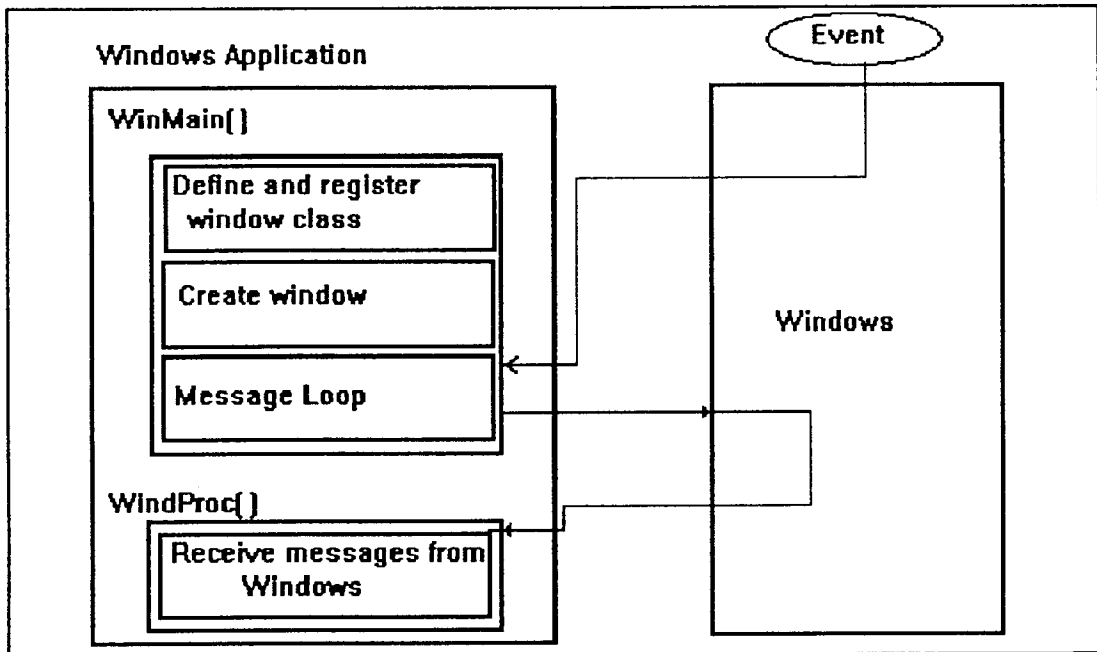 Event
Windows Application
WinMain()
Define and register
window class
Create window
Windows
Message Loop
WindProc()
Receive messages from
Windows